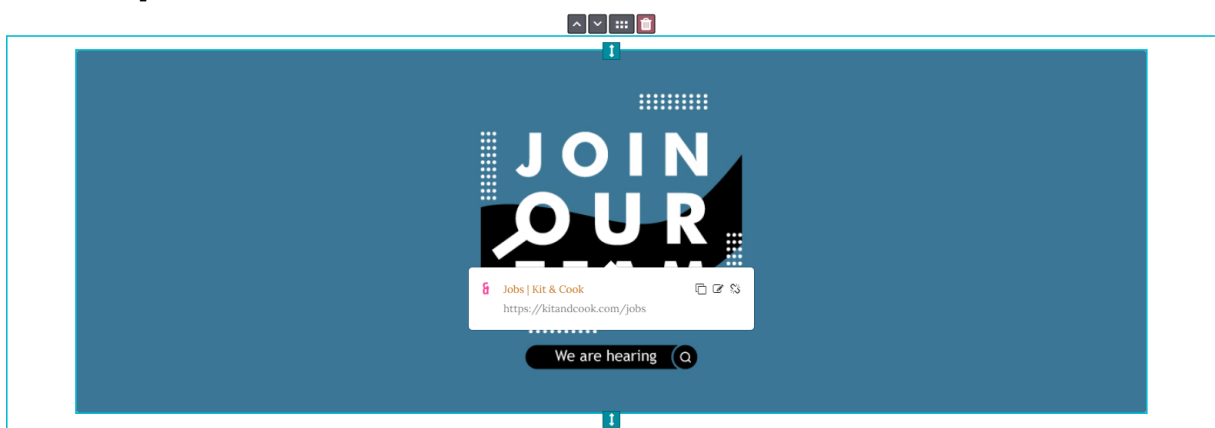 JOIN
OUR
Jobs | Kit & Cook
https://kitandcook.com/jobs
We are hearing